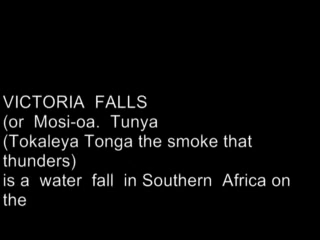 VICTORIA FALLS
(or Mosi-oa. Tunya
(Tokaleya Tonga the smoke that
thunders)
is a water fall in Southern Africa on
the